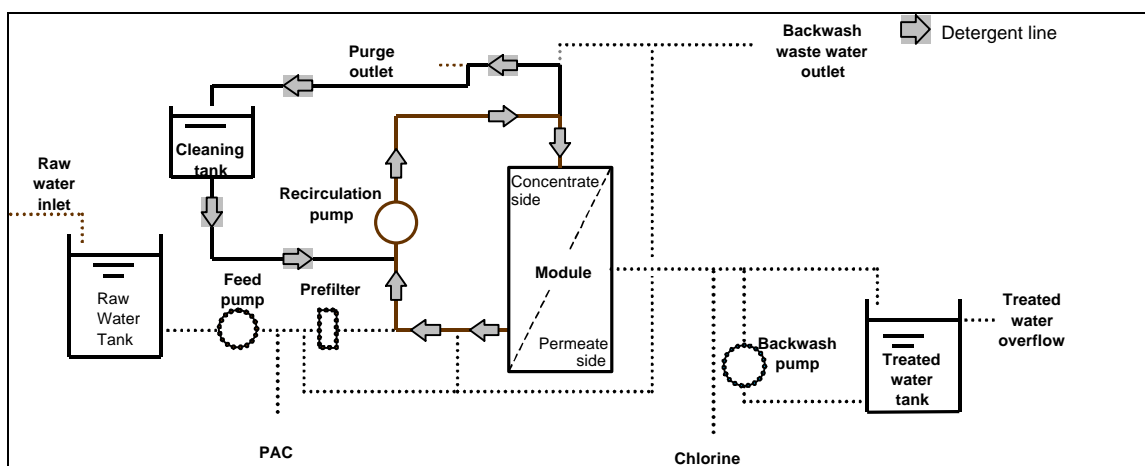 Backwash
waste water
outlet
Detergent line
Purge
outlet
Cleaning
tank
Raw
water
inlet
Recirculation
pump
Concentrate
side
Module
Feed
pump
Prefilter
Raw
Water
Tank
Permeate
side
Backwash
pump
Treated
water
tank
Treated
water
overflow
PAC
Chlorine